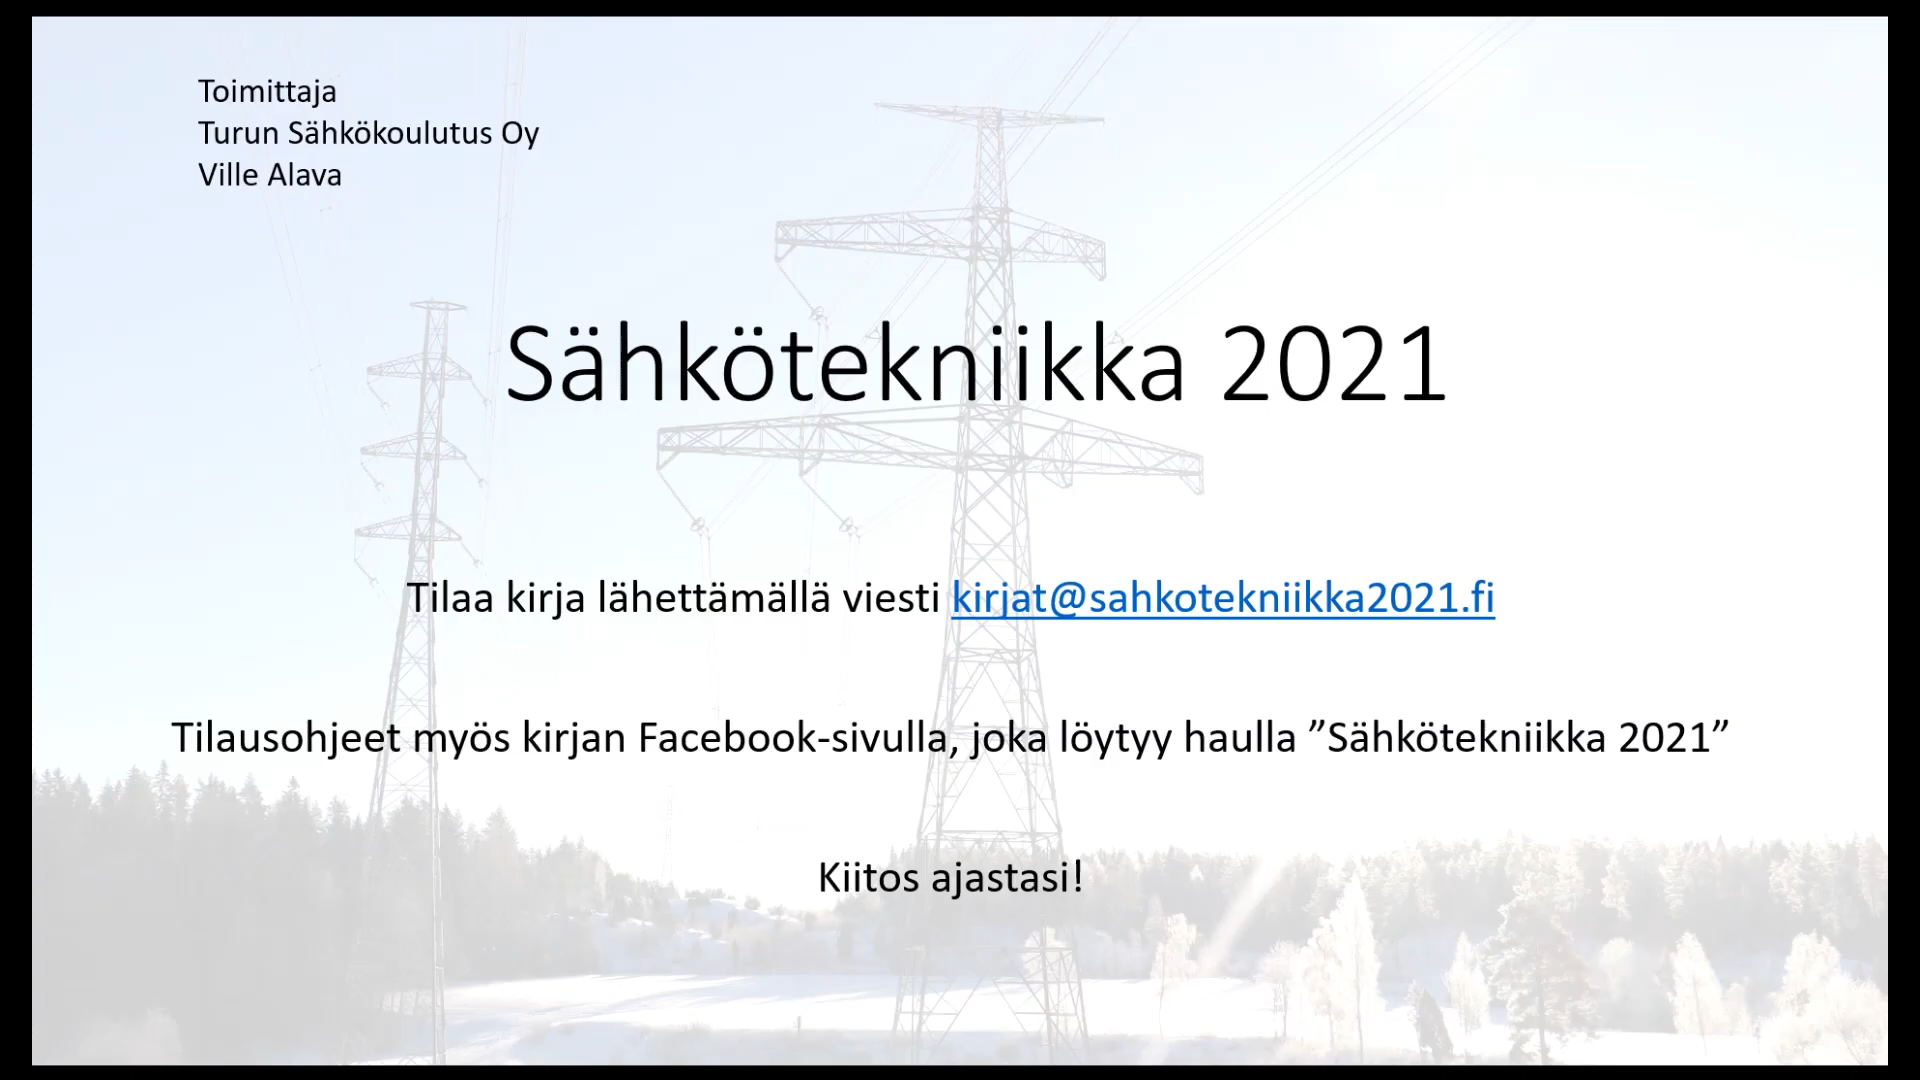 Toimittaja
Turun Sähkökoulutus Oy
Ville Alava
Sähkötekniikka 2021
Tilaa kirja lähettämällä viesti kirjat@sahkotekniikka2021.fi
Tilausohjeet myös kirjan Facebook-sivulla, joka löytyy haulla ”Sähkötekniikka 2021”
Kiitos ajastasi!